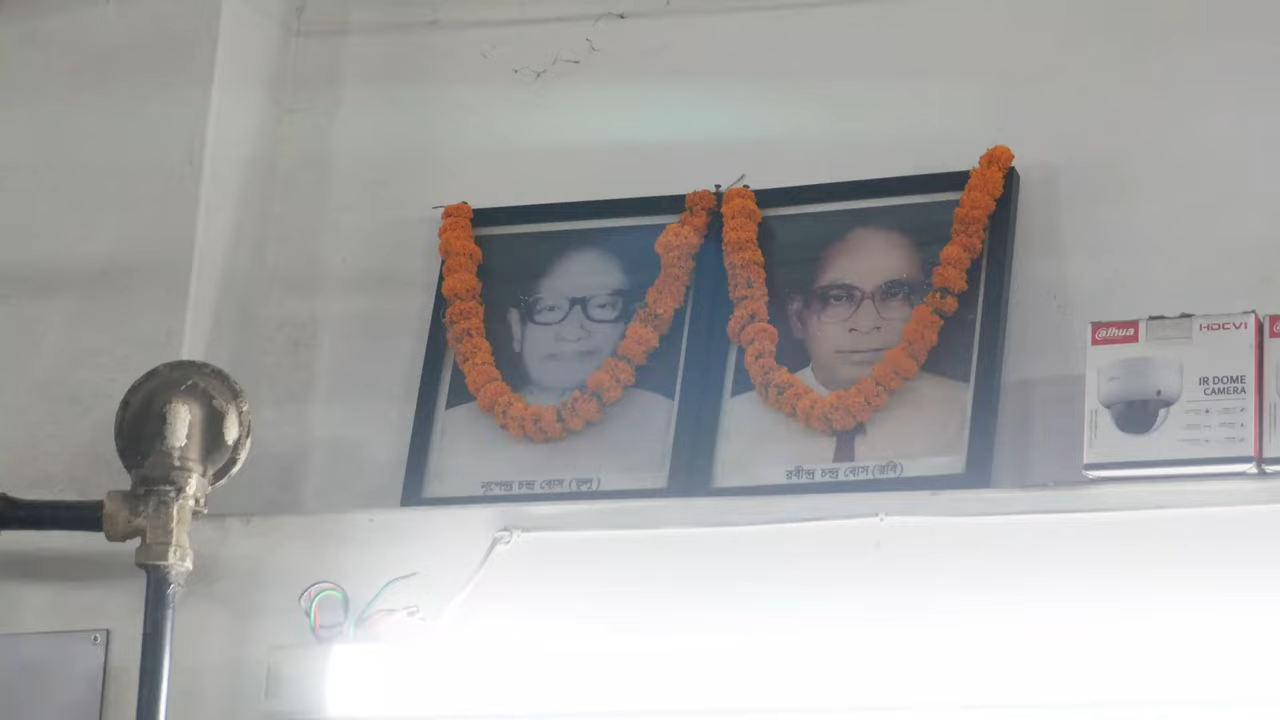 নৃপেন্দ্র চন্দ্র বোস (দুলু)
রবীন্দ্র চন্দ্র বোস (রবি)
alhua
HDCVI
IR DOME
CAMERA